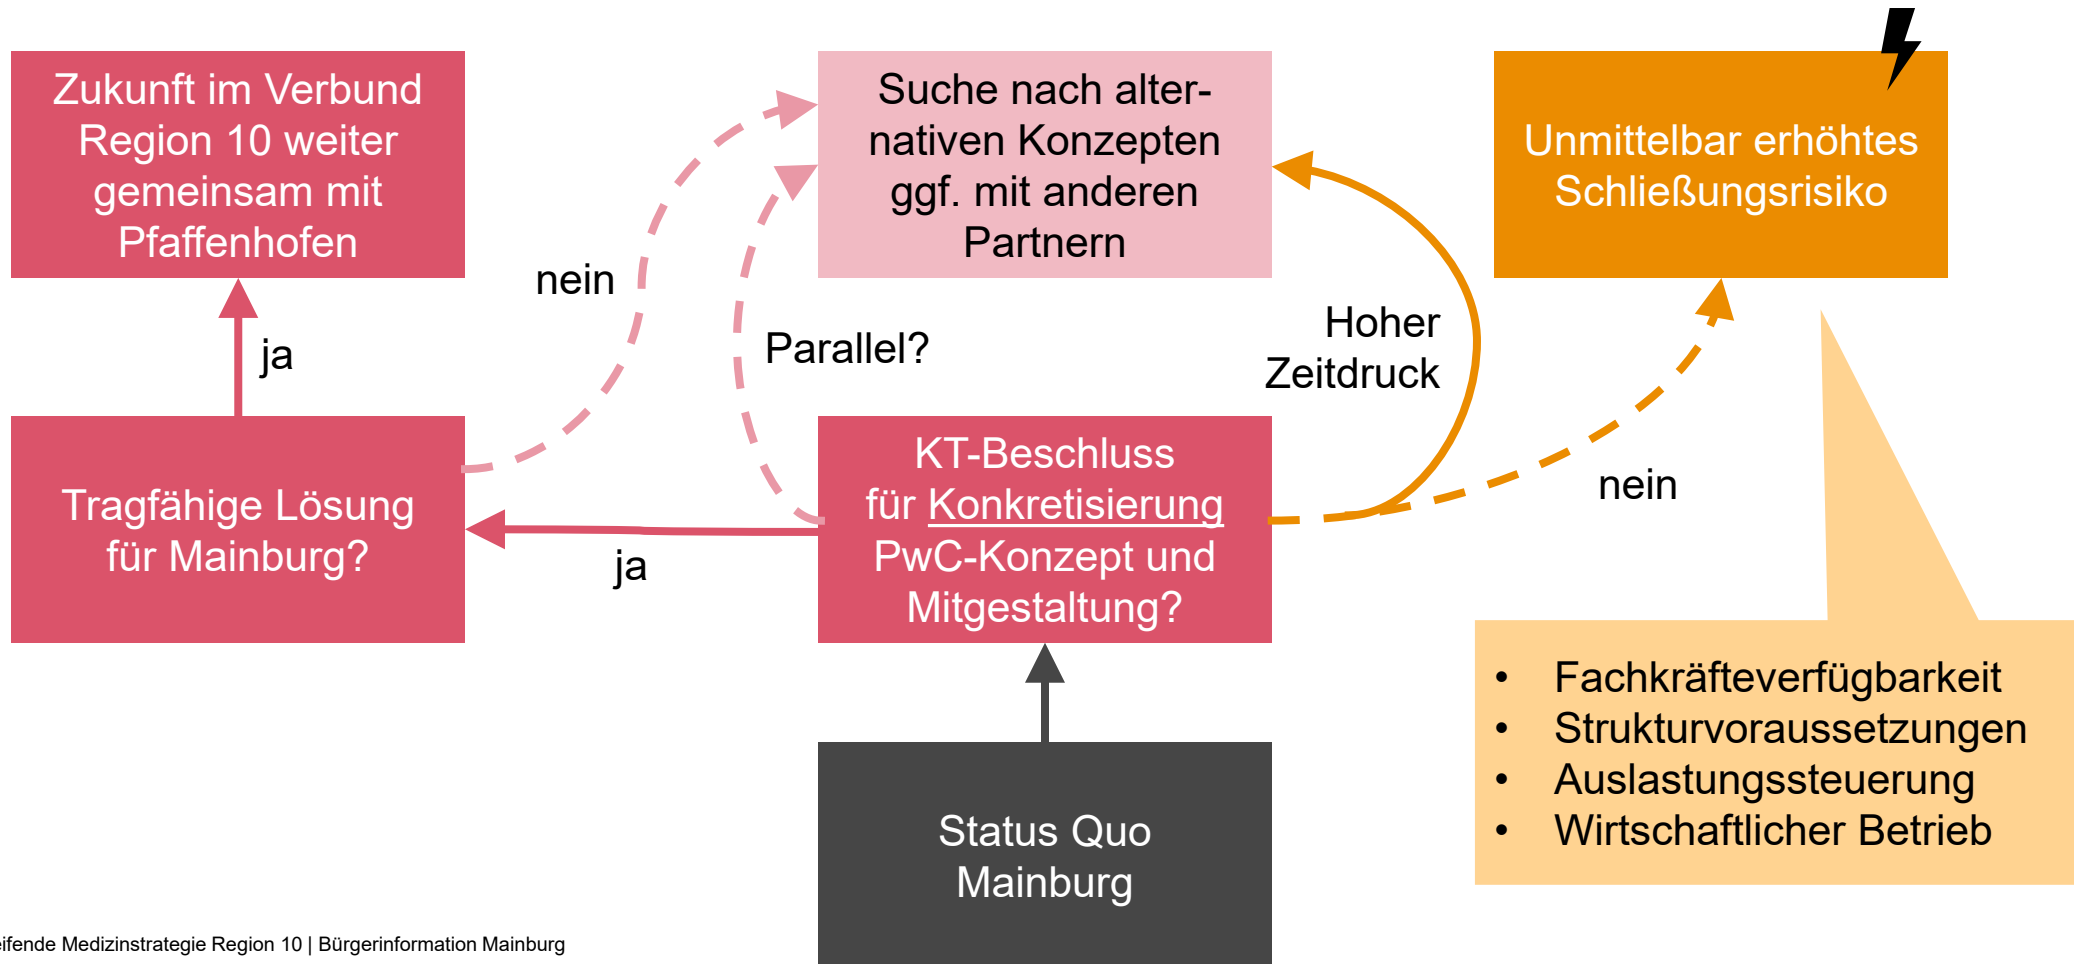 Zukunft im Verbund
Region 10 weiter
gemeinsam mit
Pfaffenhofen
Suche nach alter-
nativen Konzepten
ggf. mit anderen
Partnern
Unmittelbar erhöhtes
Schließungsrisiko
nein
ja
Parallel?
Hoher
Zeitdruck
nein
Tragfähige Lösung
für Mainburg?
ja
KT-Beschluss
für Konkretisierung
PwC-Konzept und
Mitgestaltung?
• Fachkräfteverfügbarkeit
• Strukturvoraussetzungen
• Auslastungssteuerung
• Wirtschaftlicher Betrieb
Status Quo
Mainburg
Medizinstrategie Region 10 | Bürgerinformation Mainburg